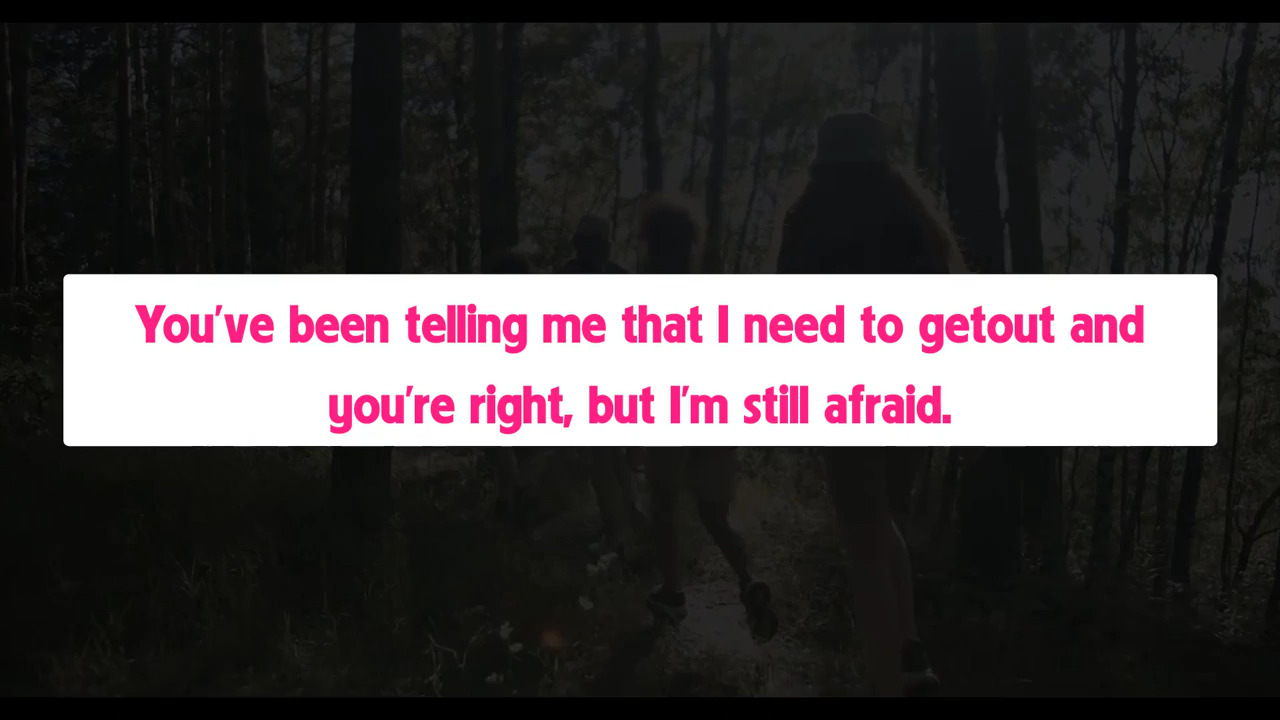 You've been telling me that I need to getout and
you're right, but I'm still afraid.